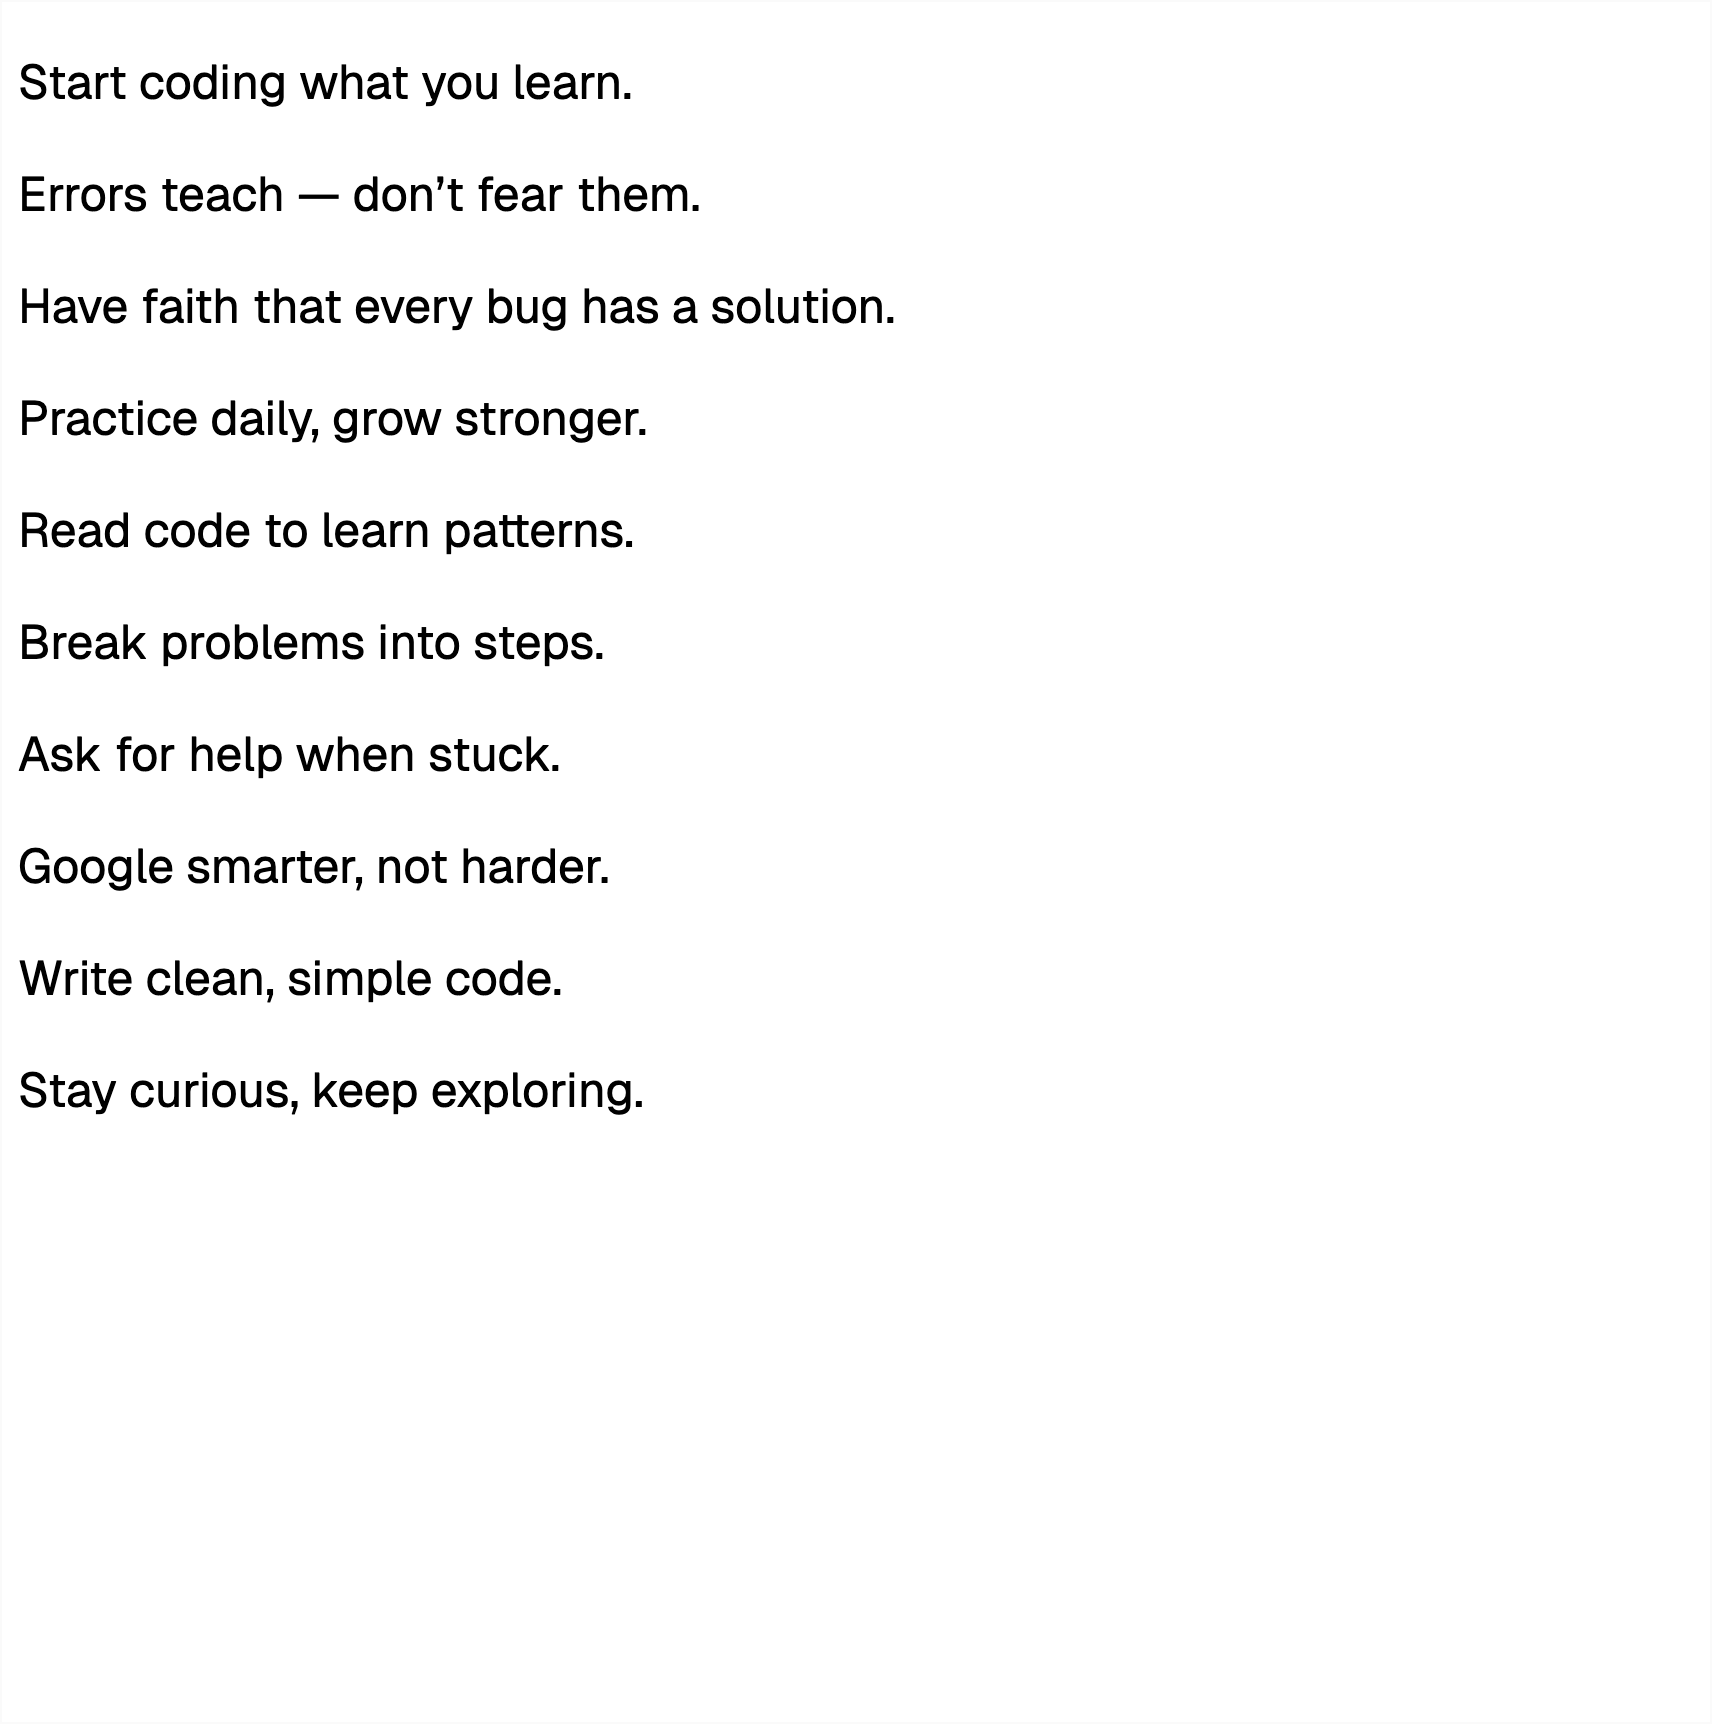 Start coding what you learn.
Errors teach — don’t fear them.
Have faith that every bug has a solution.
Practice daily, grow stronger.
Read code to learn patterns.
Break problems into steps.
Ask for help when stuck.
Google smarter, not harder.
Write clean, simple code.
Stay curious, keep exploring.